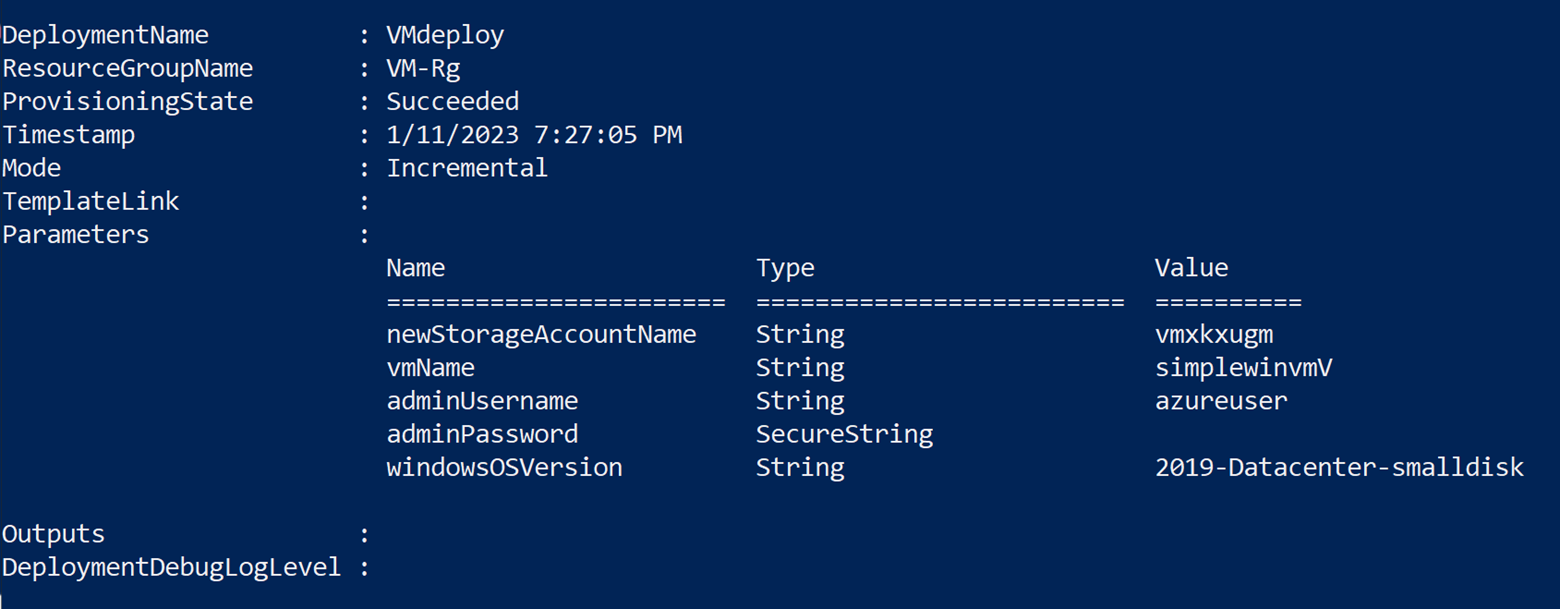 DeploymentName          : VMdeploy
ResourceGroupName       : VM-Rg
ProvisioningState       : Succeeded
Timestamp               : 1/11/2023 7:27:05 PM
Mode                    : Incremental
TemplateLink            :
Parameters              :
                          Name                     Type                       Value
                          =======================  =========================  ==========
                          newStorageAccountName    String                     vmxkxugm
                          vmName                   String                     simplewinvmV
                          adminUsername            String                     azureuser
                          adminPassword            SecureString
                          windowsOSVersion         String                     2019-Datacenter-smalldisk
Outputs                 :
DeploymentDebugLogLevel :